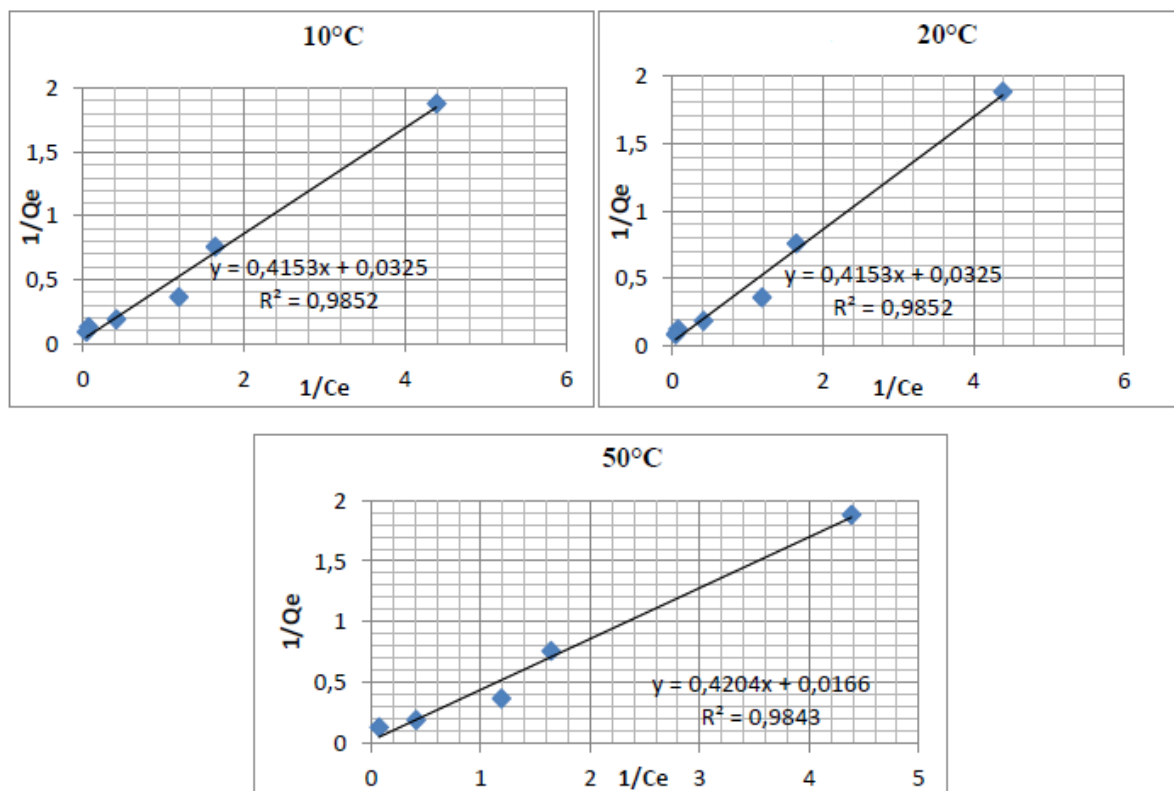 10°C
2
1,5
1
0,5
0
1/Qe
y = 0,4153x + 0,0325
R² = 0,9852
0 2 4 6
1/Ce
20°C
2
1,5
1
0,5
0
1/Qe
y = 0,4153x + 0,0325
R² = 0,9852
0 2 4 6
1/Ce
50°C
2
1,5
1
0,5
0
1/Qe
y = 0,4204x + 0,0166
R² = 0,9843
0 1 2 3 4 5
1/Ce